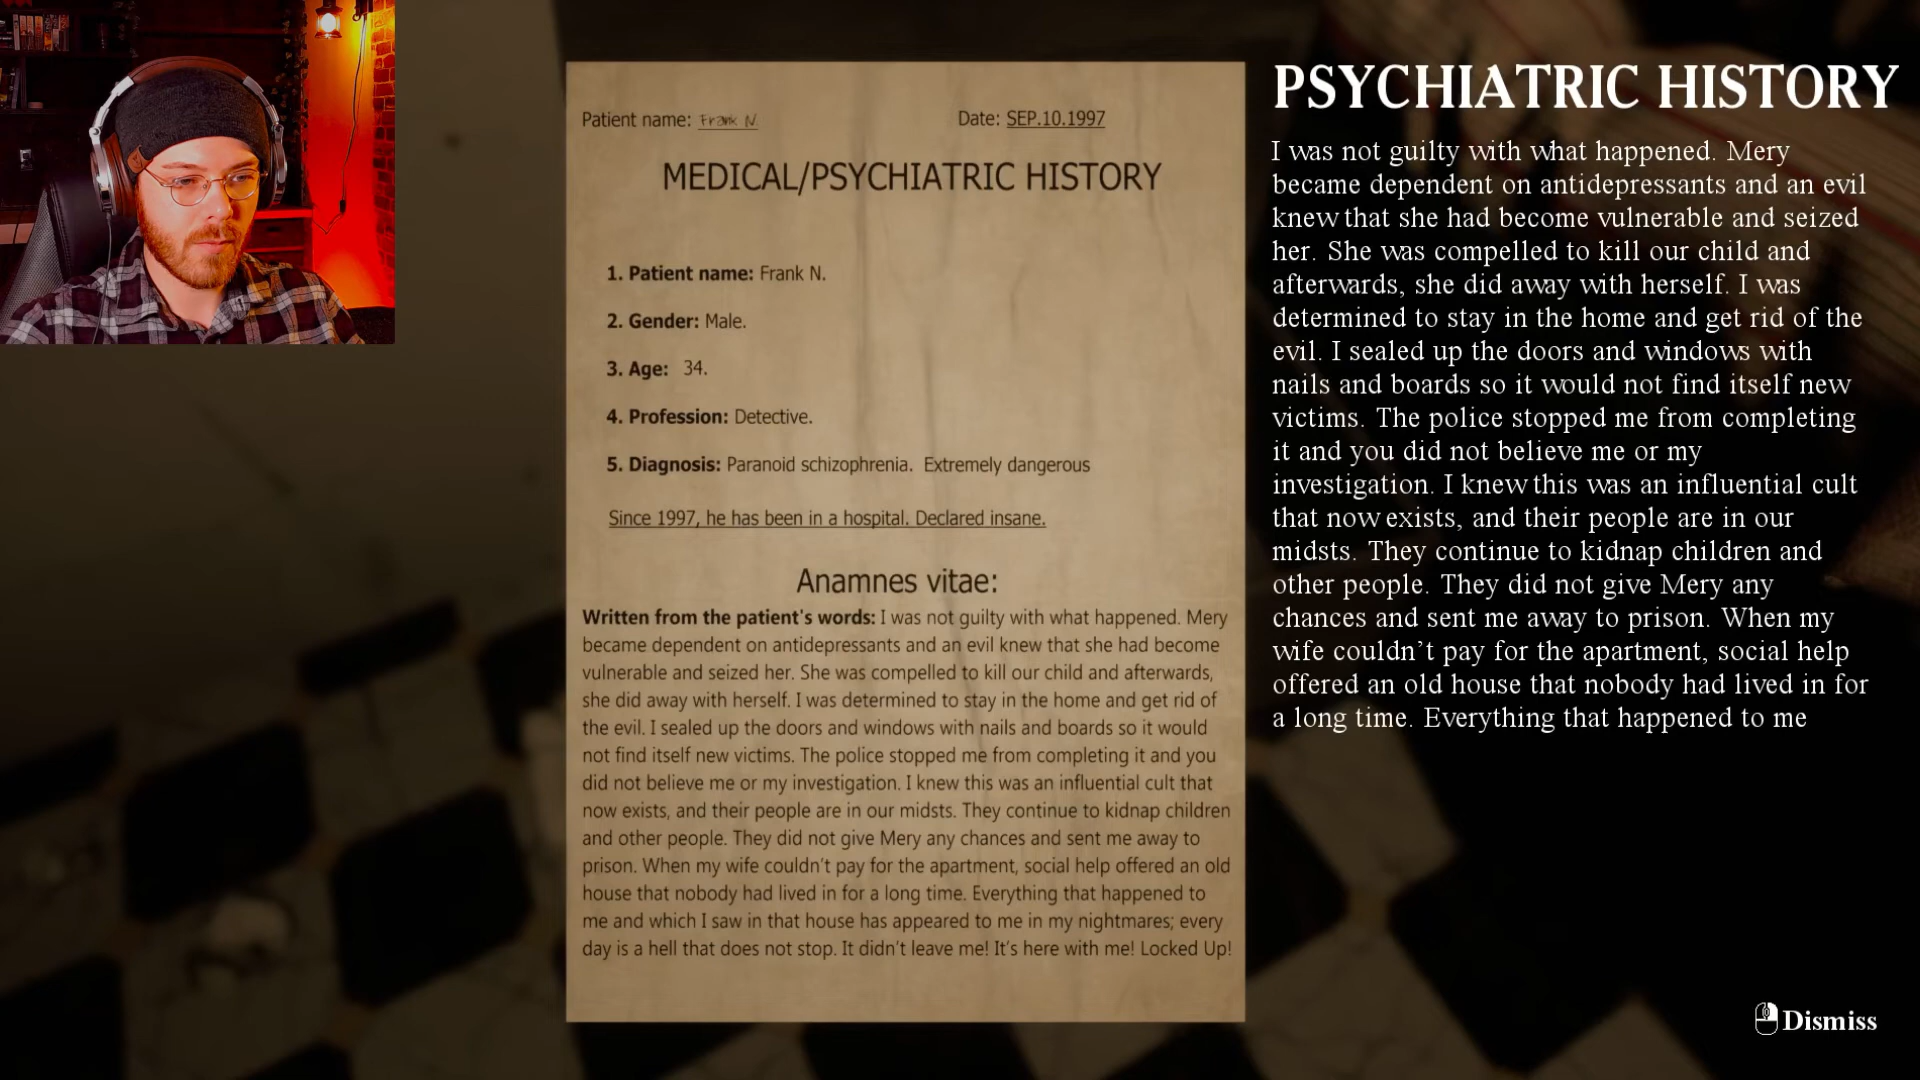 Patient name: Frank N.
Date: SEP.10.1997
MEDICAL/PSYCHIATRIC HISTORY
1. Patient name: Frank N.
2. Gender: Male.
3. Age: 34.
4. Profession: Detective.
5. Diagnosis: Paranoid schizophrenia. Extremely dangerous
Since 1997, he has been in a hospital. Declared insane.
Anamnes vitae:
Written from the patient's words: I was not guilty with what happened. Mery
became dependent on antidepressants and an evil knew that she had become
vulnerable and seized her. She was compelled to kill our child and afterwards,
she did away with herself. I was determined to stay in the home and get rid of
the evil. I sealed up the doors and windows with nails and boards so it would
not find itself new victims. The police stopped me from completing it and you
did not believe me or my investigation. I knew this was an influential cult that
now exists, and their people are in our midsts. They continue to kidnap children
and other people. They did not give Mery any chances and sent me away to
prison. When my wife couldn't pay for the apartment, social help offered an old
house that nobody had lived in for a long time. Everything that happened to
me and which I saw in that house has appeared to me in my nightmares; every
day is a hell that does not stop. It didn't leave me! It's here with me! Locked Up!
PSYCHIATRIC HISTORY
I was not guilty with what happened. Mery
became dependent on antidepressants and an evil
knew that she had become vulnerable and seized
her. She was compelled to kill our child and
afterwards, she did away with herself. I was
determined to stay in the home and get rid of the
evil. I sealed up the doors and windows with
nails and boards so it would not find itself new
victims. The police stopped me from completing
it and you did not believe me or my
investigation. I knew this was an influential cult
that now exists, and their people are in our
midsts. They continue to kidnap children and
other people. They did not give Mery any
chances and sent me away to prison. When my
wife couldn’t pay for the apartment, social help
offered an old house that nobody had lived in for
a long time. Everything that happened to me
Dismiss